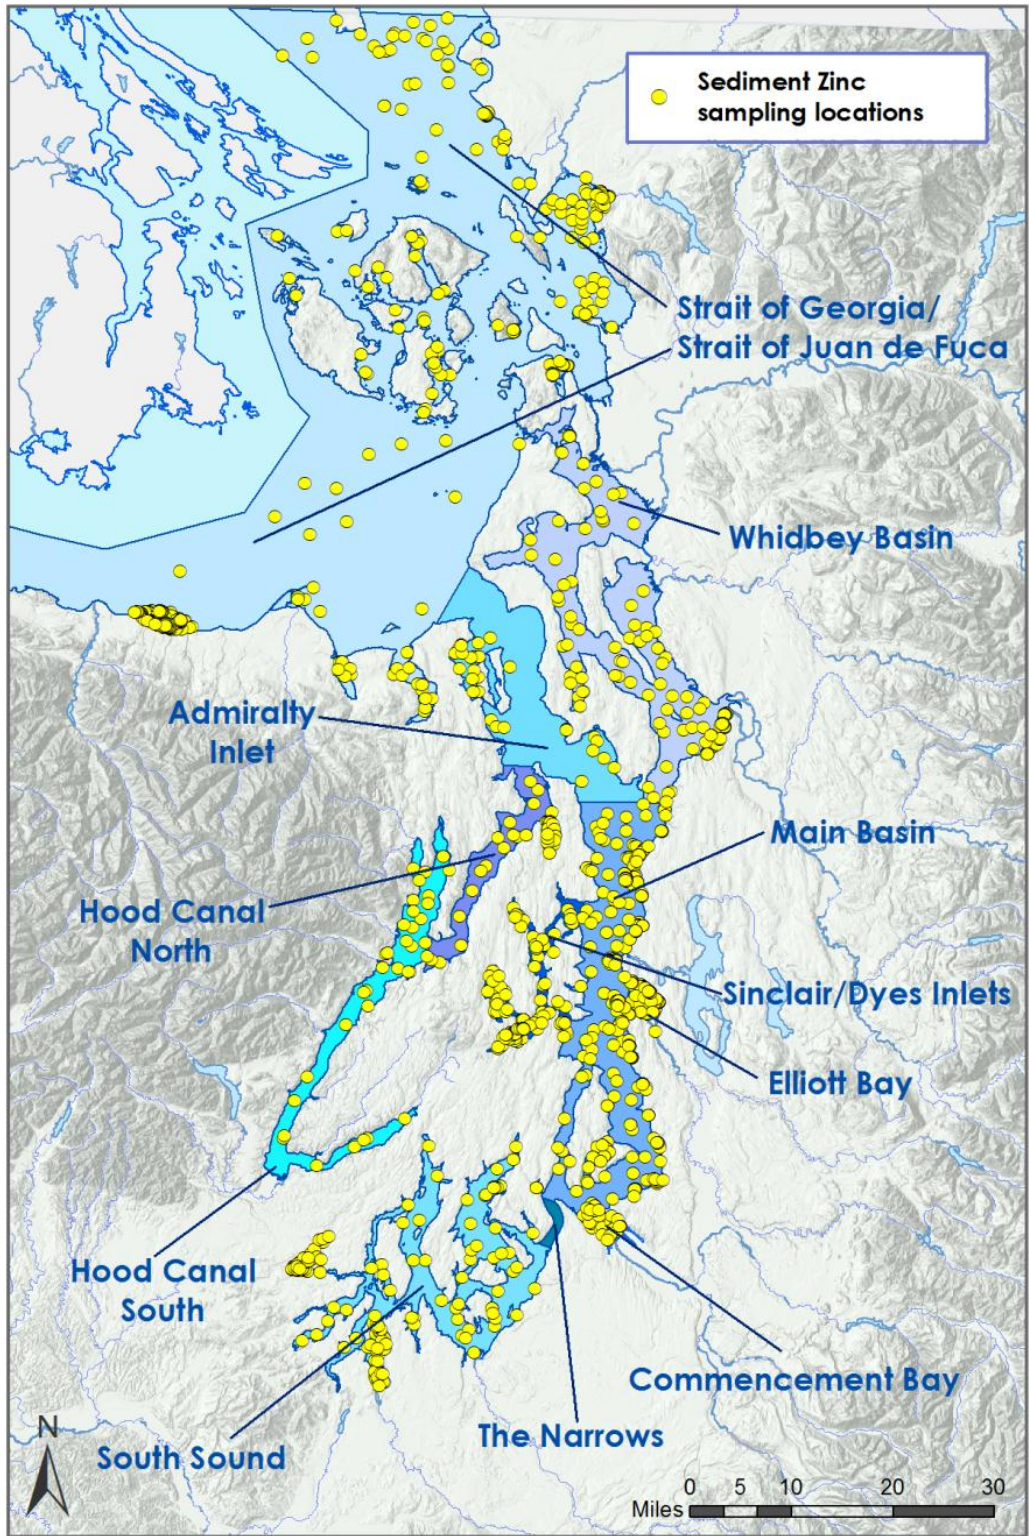 Sediment Zinc
sampling locations
Strait of Georgia/
Strait of Juan de Fuca
Whidbey Basin
Admiralty
Inlet
Main Basin
Hood Canal
North
Sinclair/Dyes Inlets
Elliott Bay
Hood Canal
South
Commencement Bay
The Narrows
South Sound
N
0 5 10 20 30
Miles